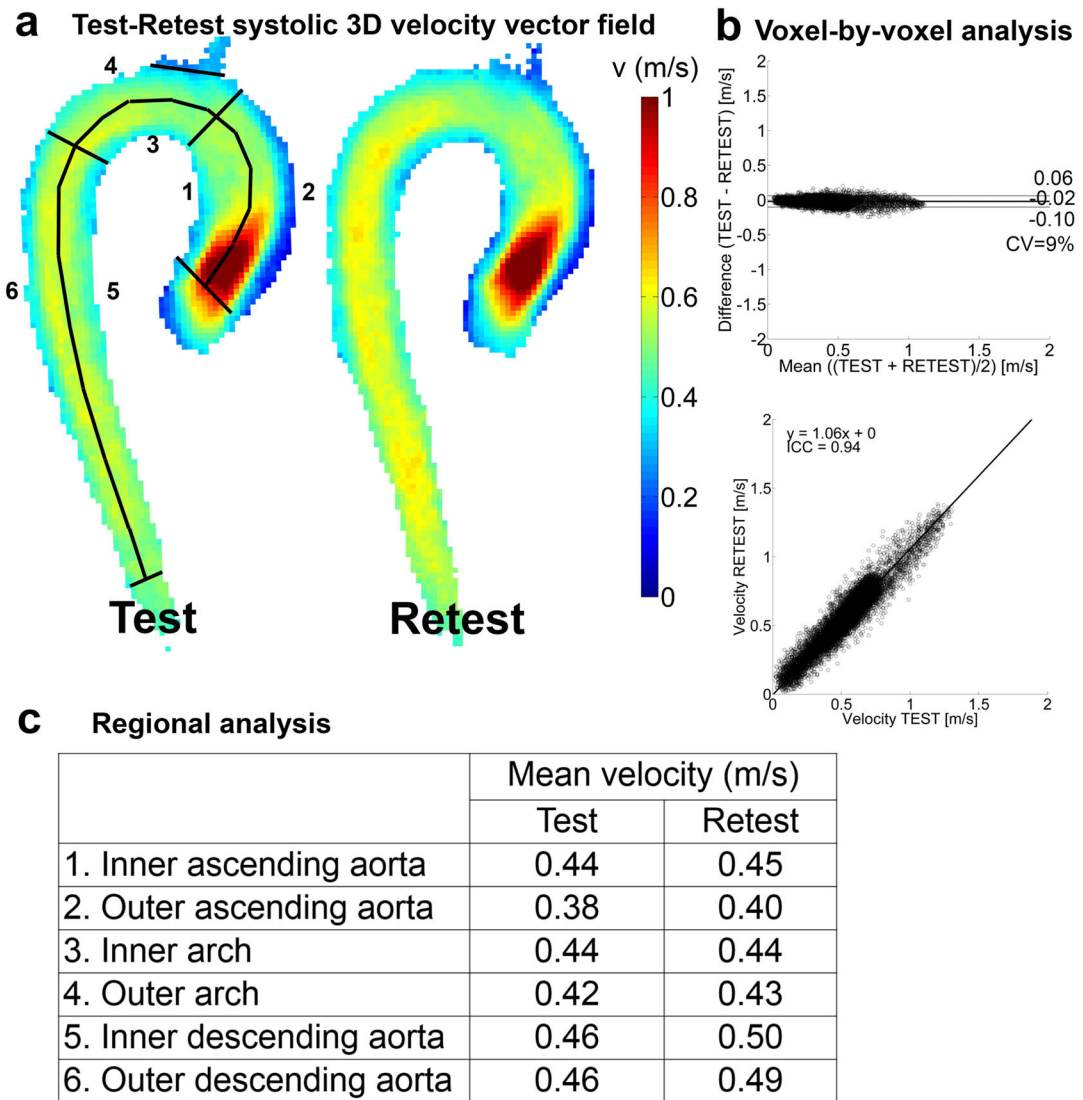 a Test-Retest systolic 3D velocity vector field
4
3
1
2
6
5
v (m/s)
1
0.8
0.6
0.4
0.2
0
Test
Retest
b Voxel-by-voxel analysis
Difference (TEST - RETEST) [m/s]
2
1.5
1
0.5
0
-0.5
-1
-1.5
-2
0.06
-0.02
-0.10
CV=9%
0 0.5 1 1.5 2
Mean ((TEST + RETEST)/2) [m/s]
y = 1.06x + 0
ICC = 0.94
Velocity RETEST [m/s]
2
1.5
1
0.5
0
0.5 1 1.5 2
Velocity TEST [m/s]
c Regional analysis
Mean velocity (m/s)
Test Retest
1. Inner ascending aorta 0.44 0.45
2. Outer ascending aorta 0.38 0.40
3. Inner arch 0.44 0.44
4. Outer arch 0.42 0.43
5. Inner descending aorta 0.46 0.50
6. Outer descending aorta 0.46 0.49